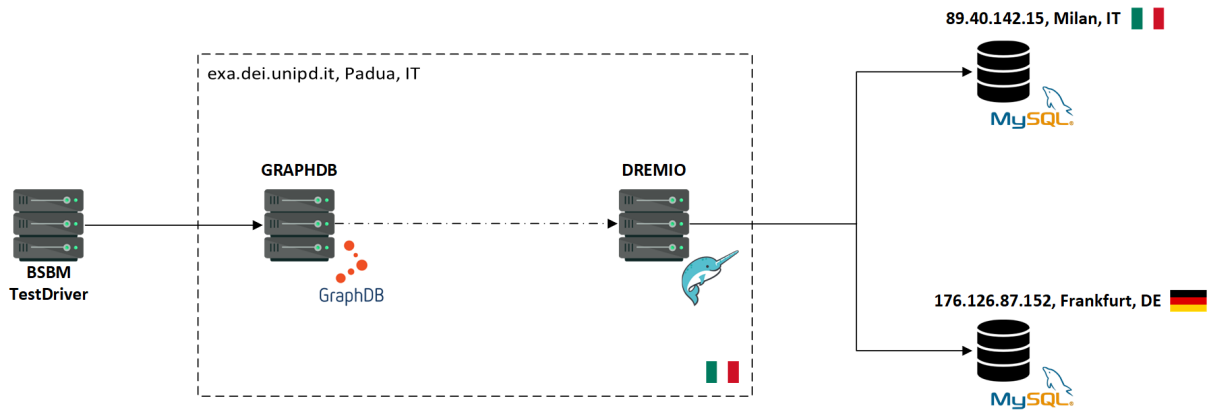 89.40.142.15, Milan, IT
MySQL®
exa.dei.unipd.it, Padua, IT
GRAPHDB
DREMIO
BSBM
TestDriver
GraphDB
176.126.87.152, Frankfurt, DE
MySQL®